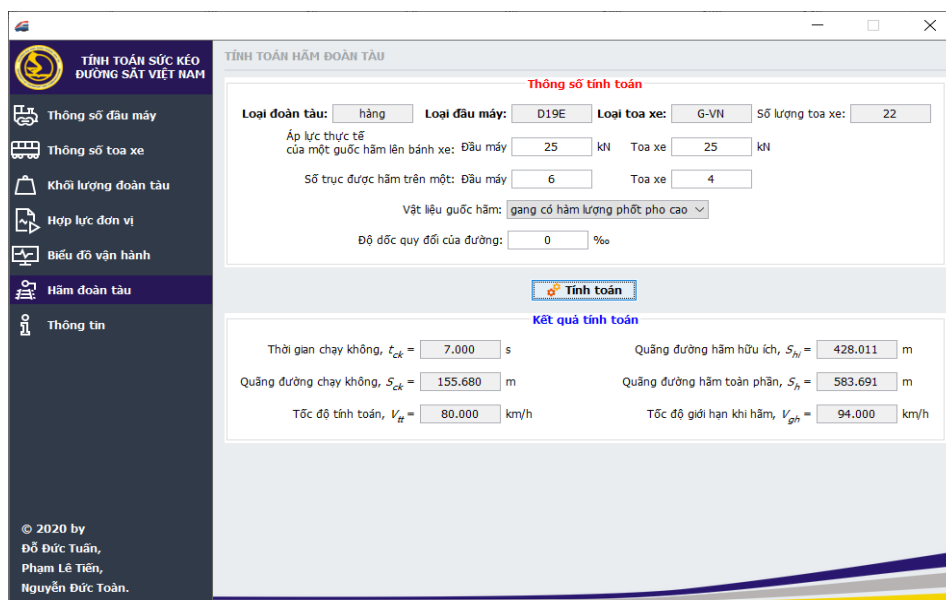 TÍNH TOÁN SỨC KÉO
ĐƯỜNG SẮT VIỆT NAM
Thông số đầu máy
Thông số toa xe
Khối lượng đoàn tàu
Hợp lực đơn vị
Biểu đồ vận hành
Hãm đoàn tàu
Thông tin
© 2020 by
Đỗ Đức Tuấn,
Phạm Lê Tiến,
Nguyễn Đức Toàn.
TÍNH TOÁN HÃM ĐOÀN TÀU
Thông số tính toán
Loại đoàn tàu: hàng Loại đầu máy: D19E Loại toa xe: G-VN Số lượng toa xe: 22
Áp lực thực tế
của một guốc hãm lên bánh xe: Đầu máy 25 kN Toa xe 25 kN
Số trục được hãm trên một: Đầu máy 6 Toa xe 4
Vật liệu guốc hãm: gang có hàm lượng phốt pho cao
Độ dốc quy đổi của đường: 0 ‰
Tính toán
Kết quả tính toán
Thời gian chạy không, t_ck = 7.000 s Quãng đường hãm hữu ích, S_hi = 428.011 m
Quãng đường chạy không, S_ck = 155.680 m Quãng đường hãm toàn phần, S_h = 583.691 m
Tốc độ tính toán, V_tt = 80.000 km/h Tốc độ giới hạn khi hãm, V_gh = 94.000 km/h